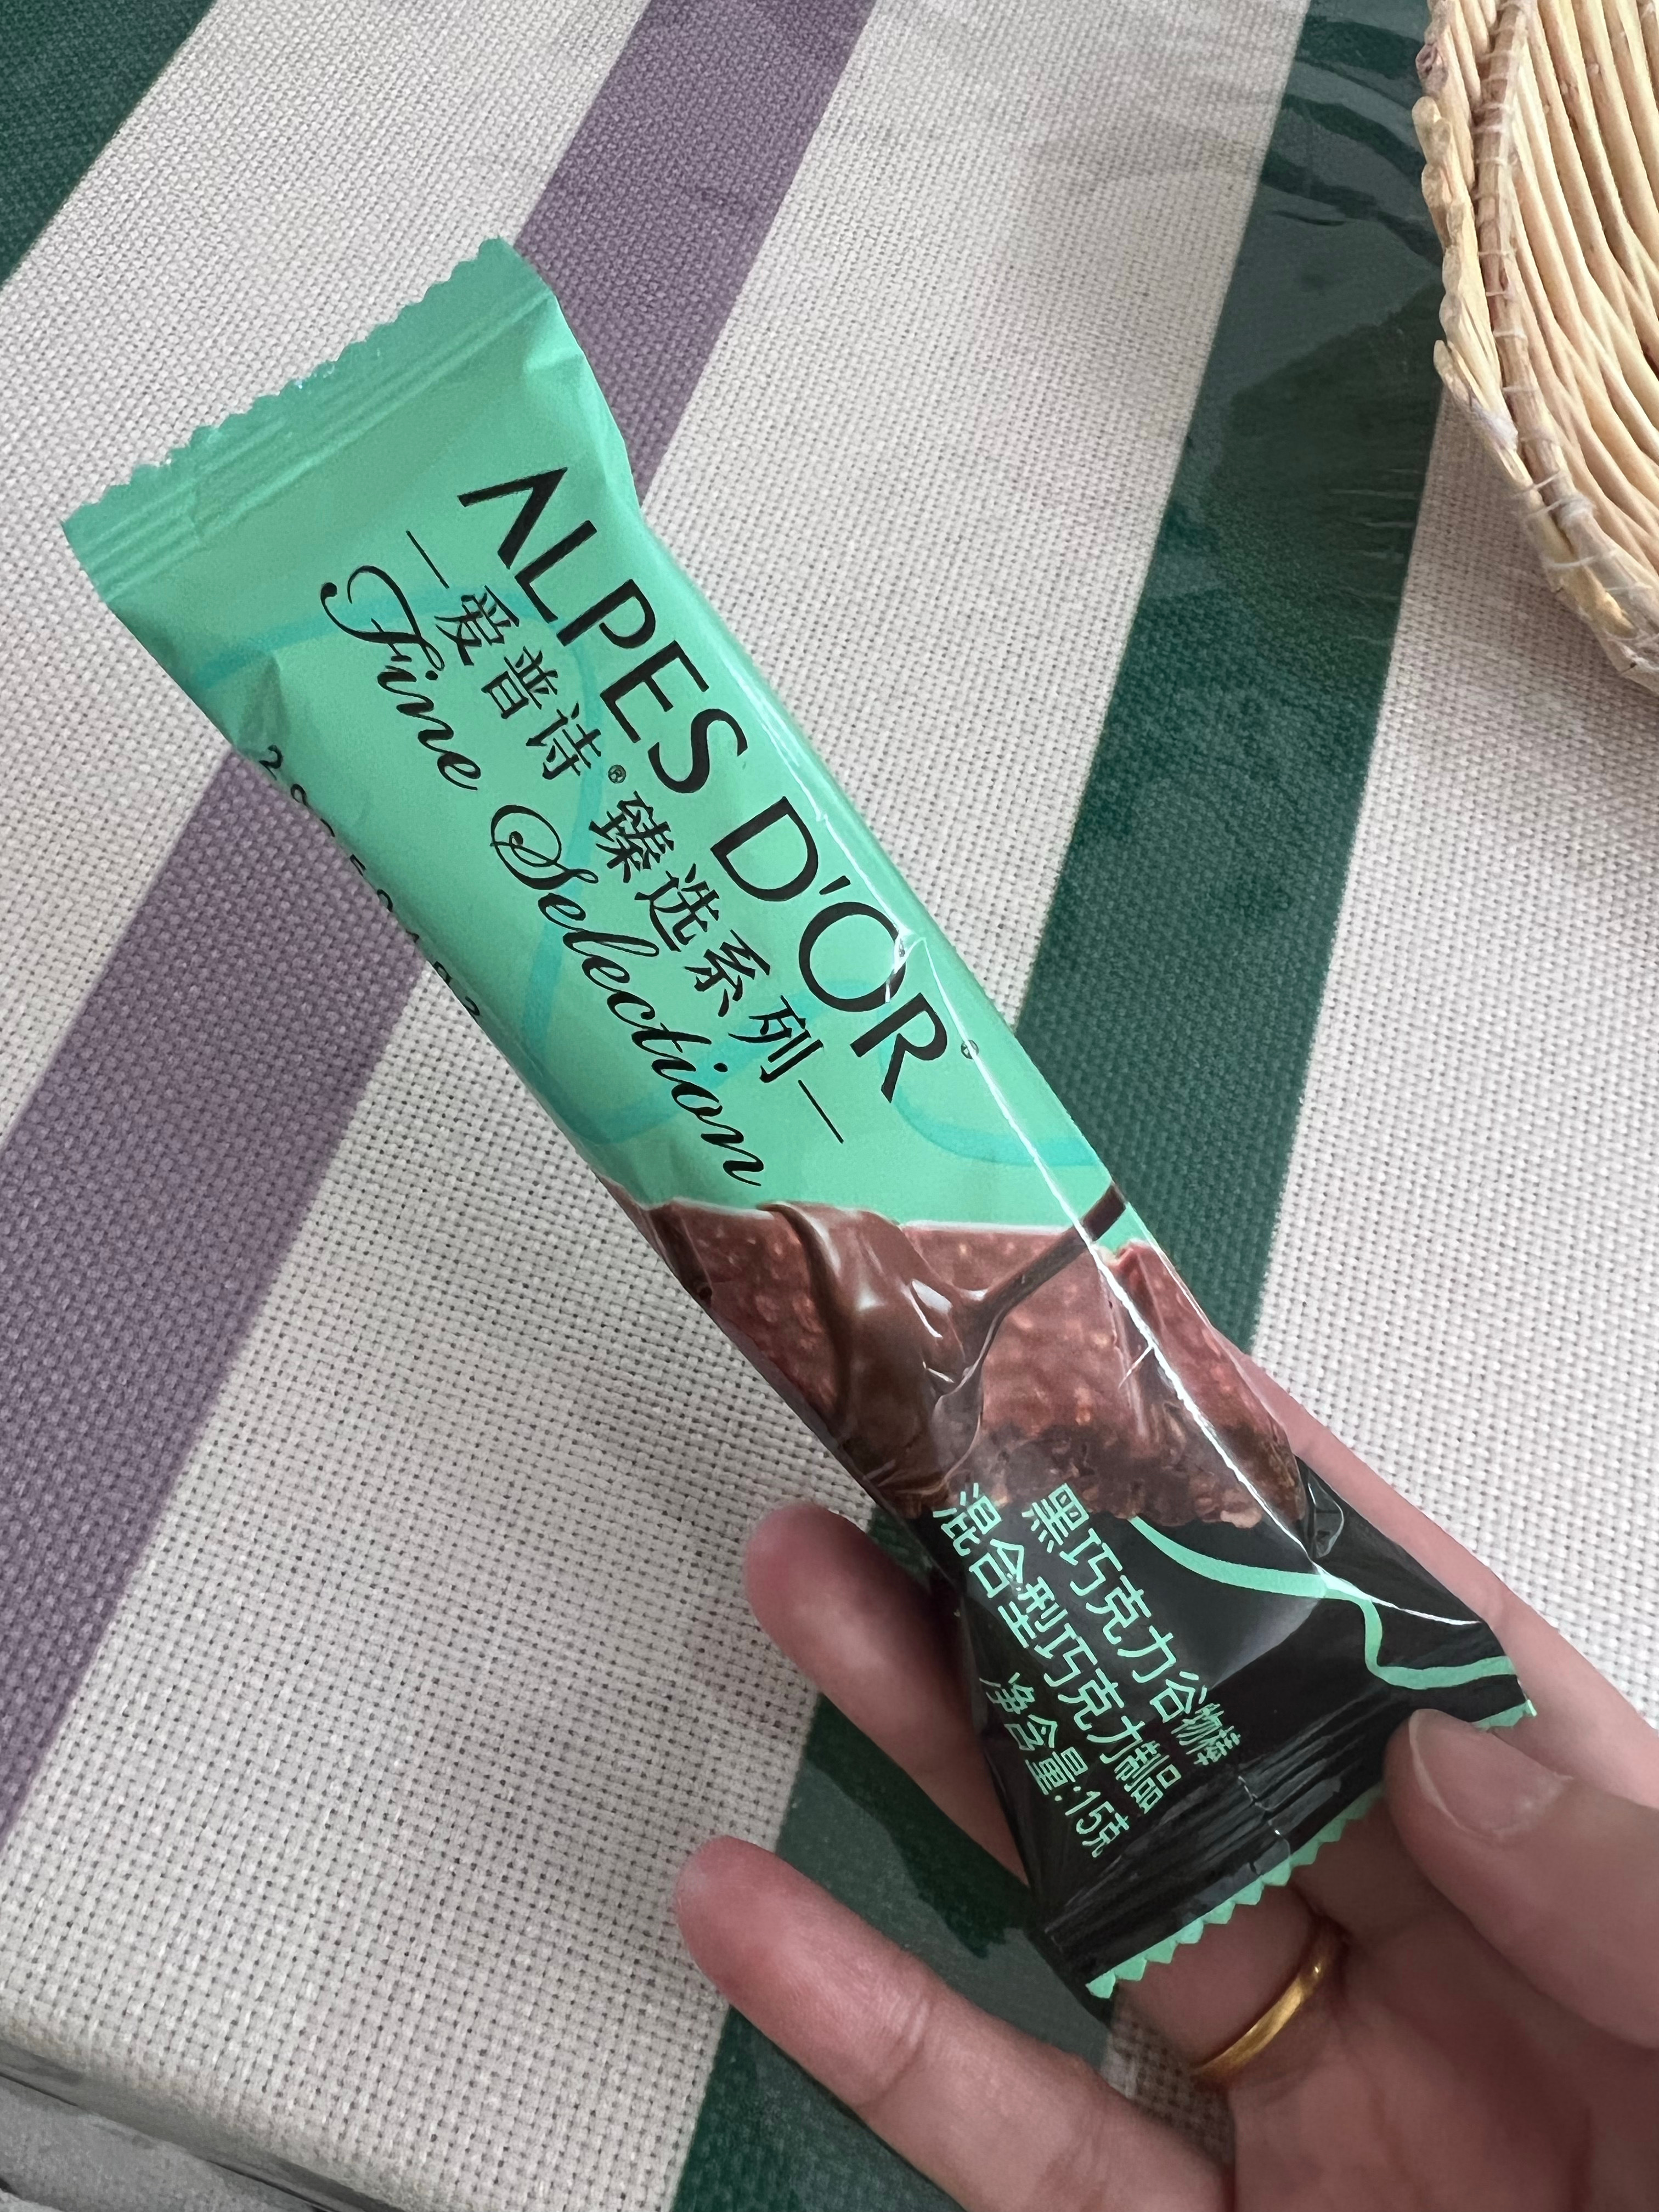 ALPES D'OR®
爱普诗®臻选系列
Fine Selection
黑巧克力谷物棒
混合型巧克力制品
净含量:15克